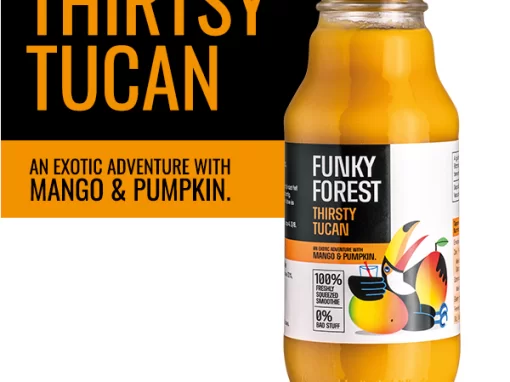 THIRTSY
TUCAN
AN EXOTIC ADVENTURE WITH
MANGO & PUMPKIN.
FUNKY
FOREST
THIRSTY
TUCAN
AN EXOTIC ADVENTURE WITH
MANGO & PUMPKIN.
100%
FRESHLY
SQUEEZED
SMOOTHIE
0%
BAD STUFF